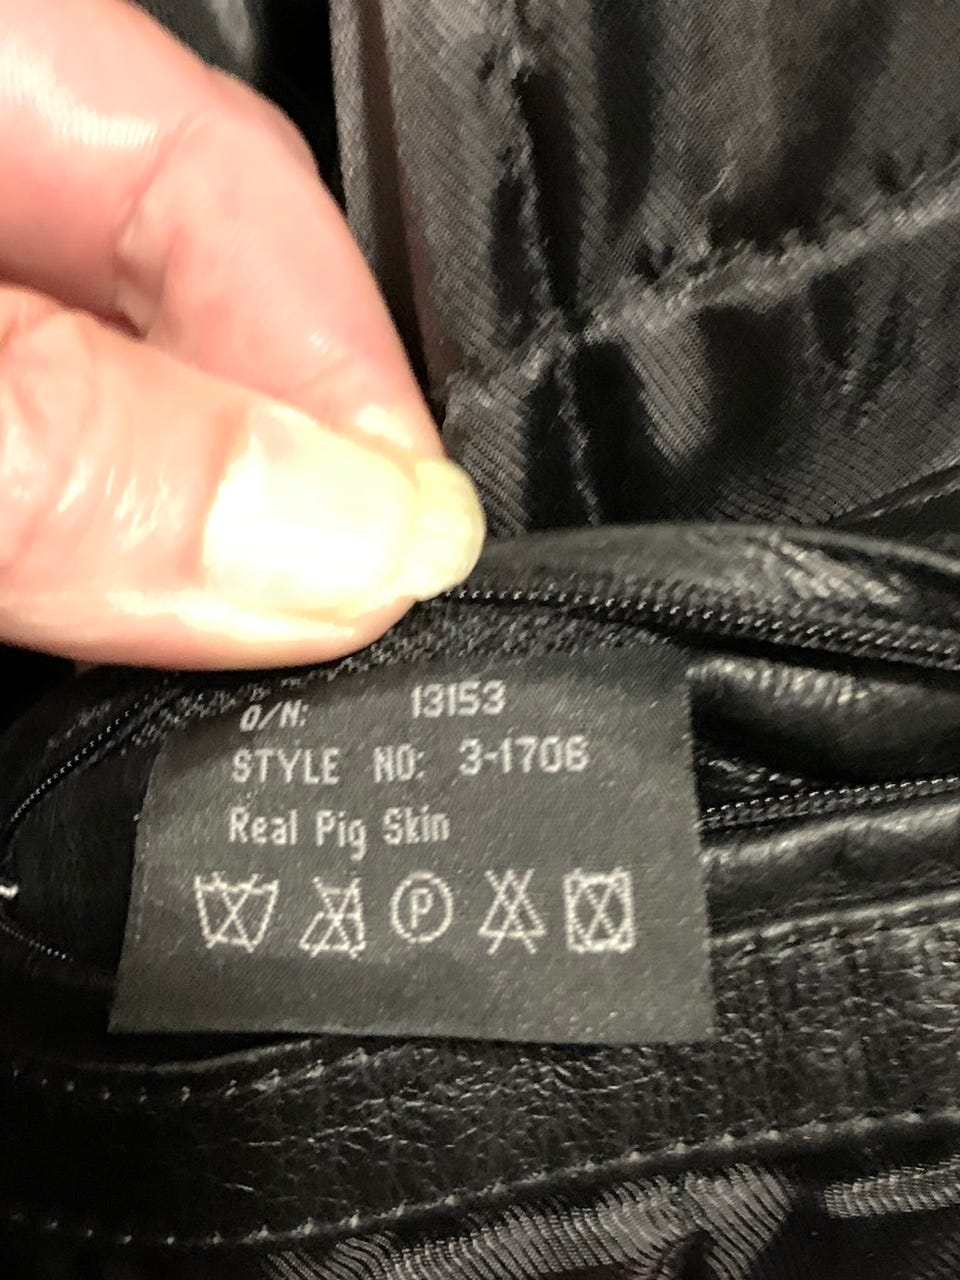 O/N: 13153
STYLE NO: 3-1706
Real Pig Skin
P